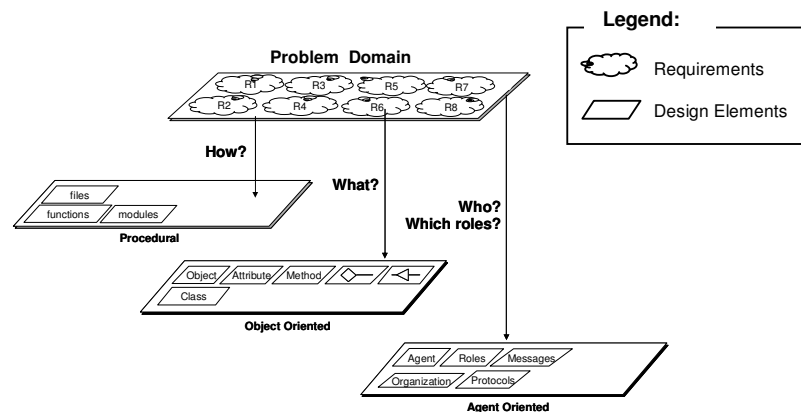 Legend:
Requirements
Design Elements
Problem Domain
R1 R3 R5 R7
R2 R4 R6 R8
How?
What?
Who?
Which roles?
files
functions modules
Procedural
Object Attribute Method
Class
Object Oriented
Agent Roles Messages
Organization Protocols
Agent Oriented